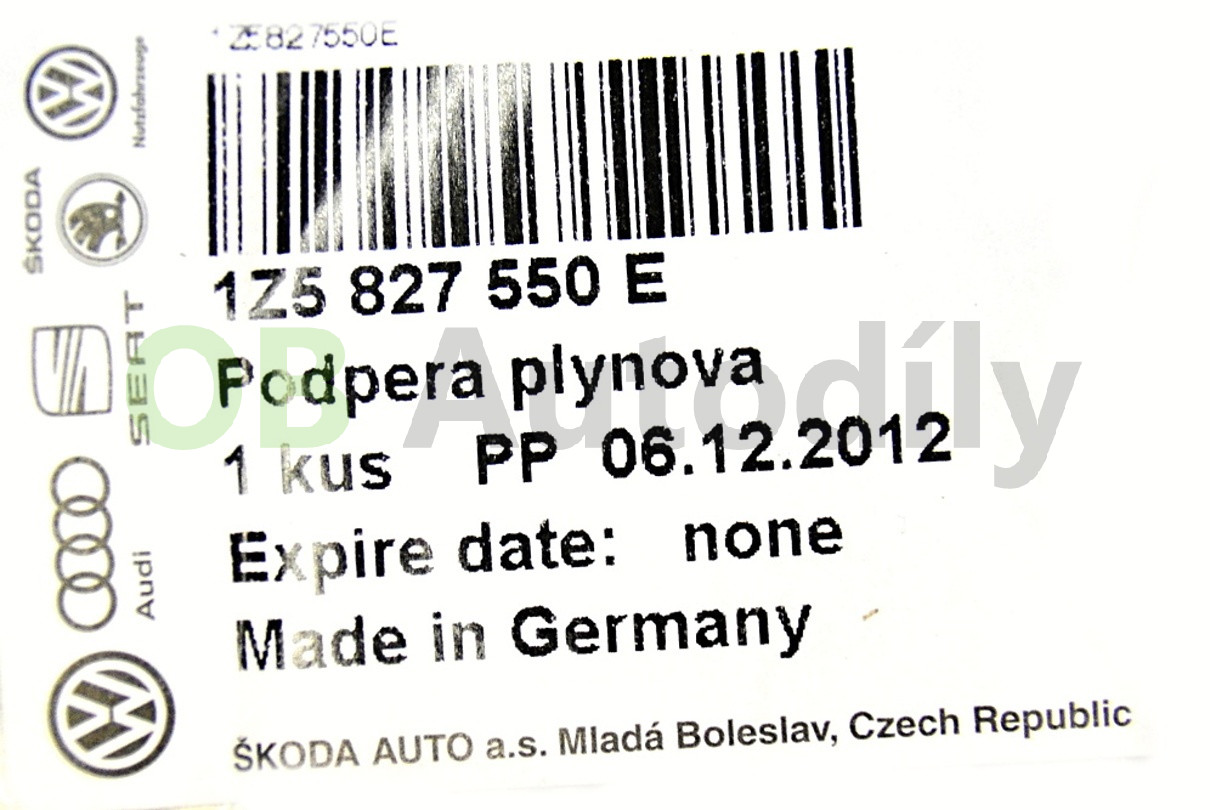 1Z5827550E
1Z5 827 550 E
Podpera plynova
1 kus PP 06.12.2012
Expire date: none
Made in Germany
ŠKODA AUTO a.s. Mladá Boleslav, Czech Republic
Nutzfahrzeuge
ŠKODA
SEAT
Audi
OB Autodíly